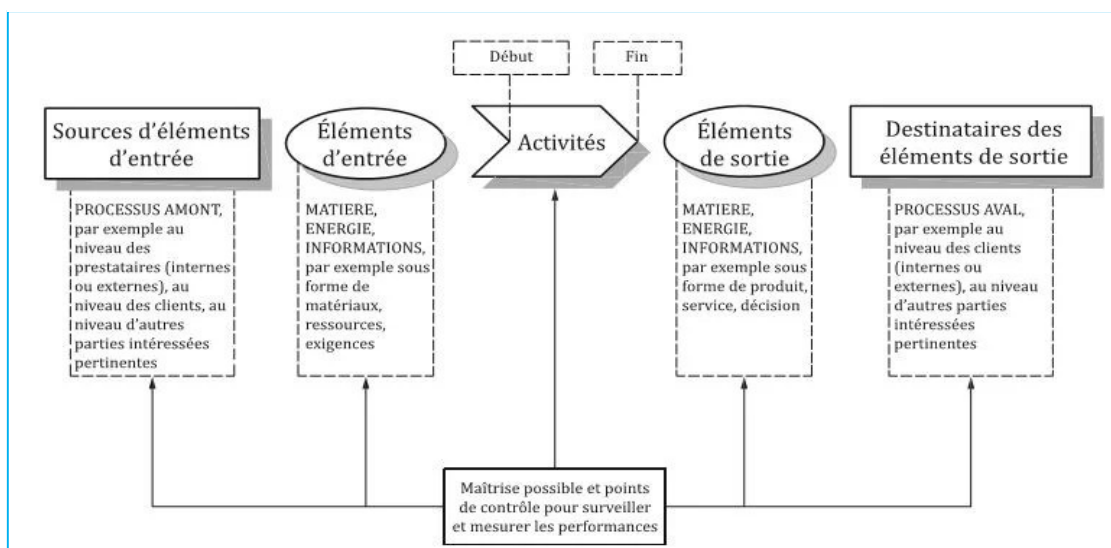 Début
Fin
Sources d'éléments
d'entrée
Éléments
d'entrée
Activités
Éléments
de sortie
Destinataires des
éléments de sortie
PROCESSUS AMONT,
par exemple au
niveau des
prestataires (internes
ou externes), au
niveau des clients, au
niveau d'autres
parties intéressées
pertinentes
MATIERE,
ENERGIE,
INFORMATIONS,
par exemple sous
forme de
matériaux,
ressources,
exigences
MATIERE,
ENERGIE,
INFORMATIONS,
par exemple sous
forme de produit,
service, décision
PROCESSUS AVAL,
par exemple au
niveau des clients
(internes ou
externes), au niveau
d'autres parties
intéressées
pertinentes
Maîtrise possible et points
de contrôle pour surveiller
et mesurer les performances